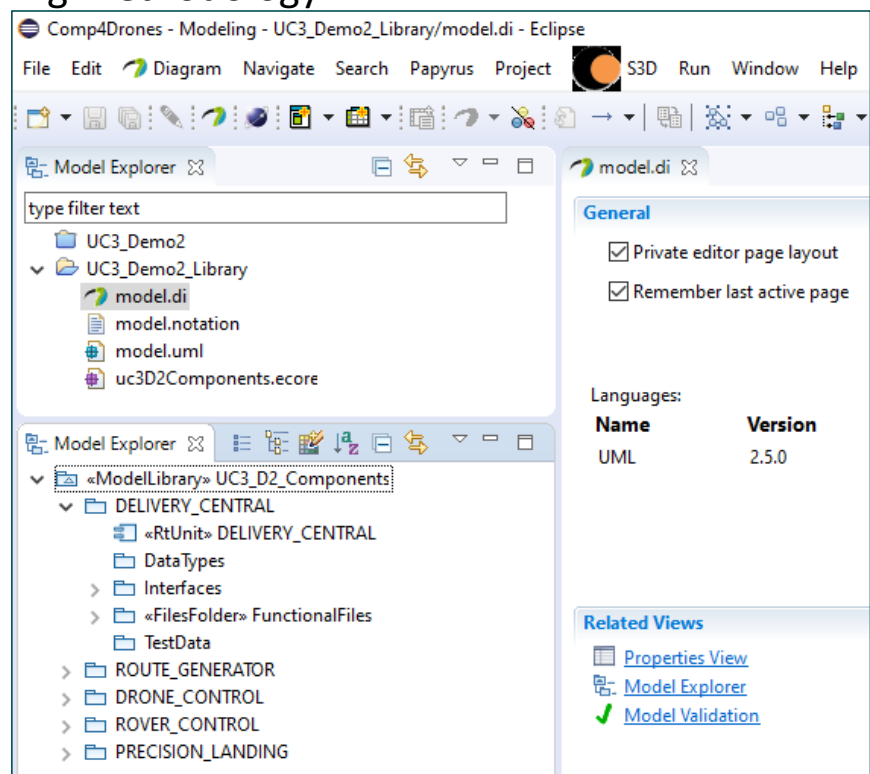 Comp4Drones - Modeling - UC3_Demo2_Library/model.di - Eclipse
File Edit Diagram Navigate Search Papyrus Project S3D Run Window Help
Model Explorer
type filter text
UC3_Demo2
UC3_Demo2_Library
model.di
model.notation
model.uml
uc3D2Components.ecore
Model Explorer
«ModelLibrary» UC3_D2_Components
DELIVERY_CENTRAL
«RtUnit» DELIVERY_CENTRAL
DataTypes
Interfaces
«FilesFolder» FunctionalFiles
TestData
ROUTE_GENERATOR
DRONE_CONTROL
ROVER_CONTROL
PRECISION_LANDING
model.di
General
Private editor page layout
Remember last active page
Languages:
Name Version
UML 2.5.0
Related Views
Properties View
Model Explorer
Model Validation